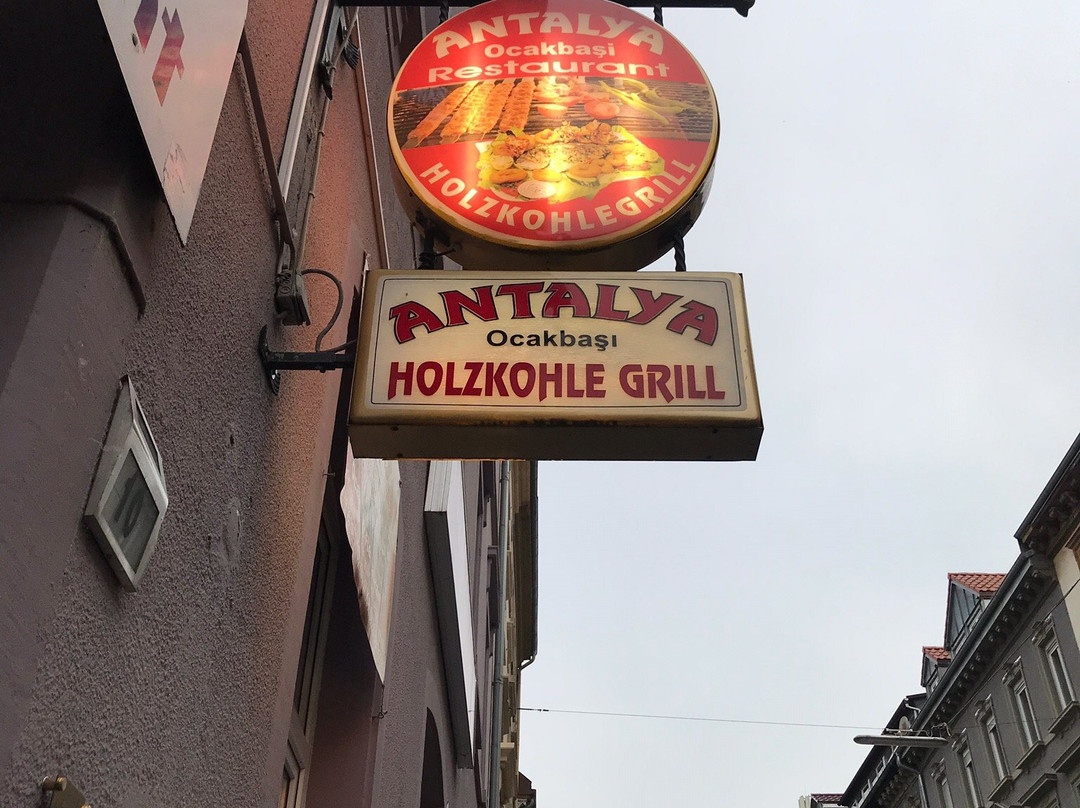 ANTALYA
Ocakbaşi
Restaurant
HOLZKOHLEGRILL
ANTALYA
Ocakbaşı
HOLZKOHLE GRILL